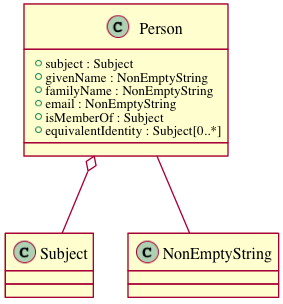 C Person
subject : Subject
givenName : NonEmptyString
familyName : NonEmptyString
email : NonEmptyString
isMemberOf : Subject
equivalentIdentity : Subject[0..*]
C Subject
C NonEmptyString